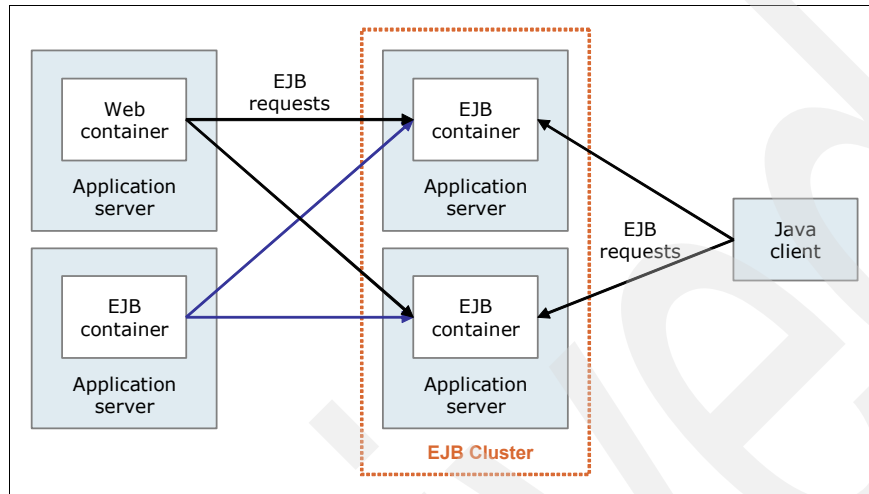 Web
container
Application
server
EJB
requests
EJB
container
Application
server
EJB
container
Application
server
EJB
container
Application
server
EJB Cluster
EJB
requests
Java
client